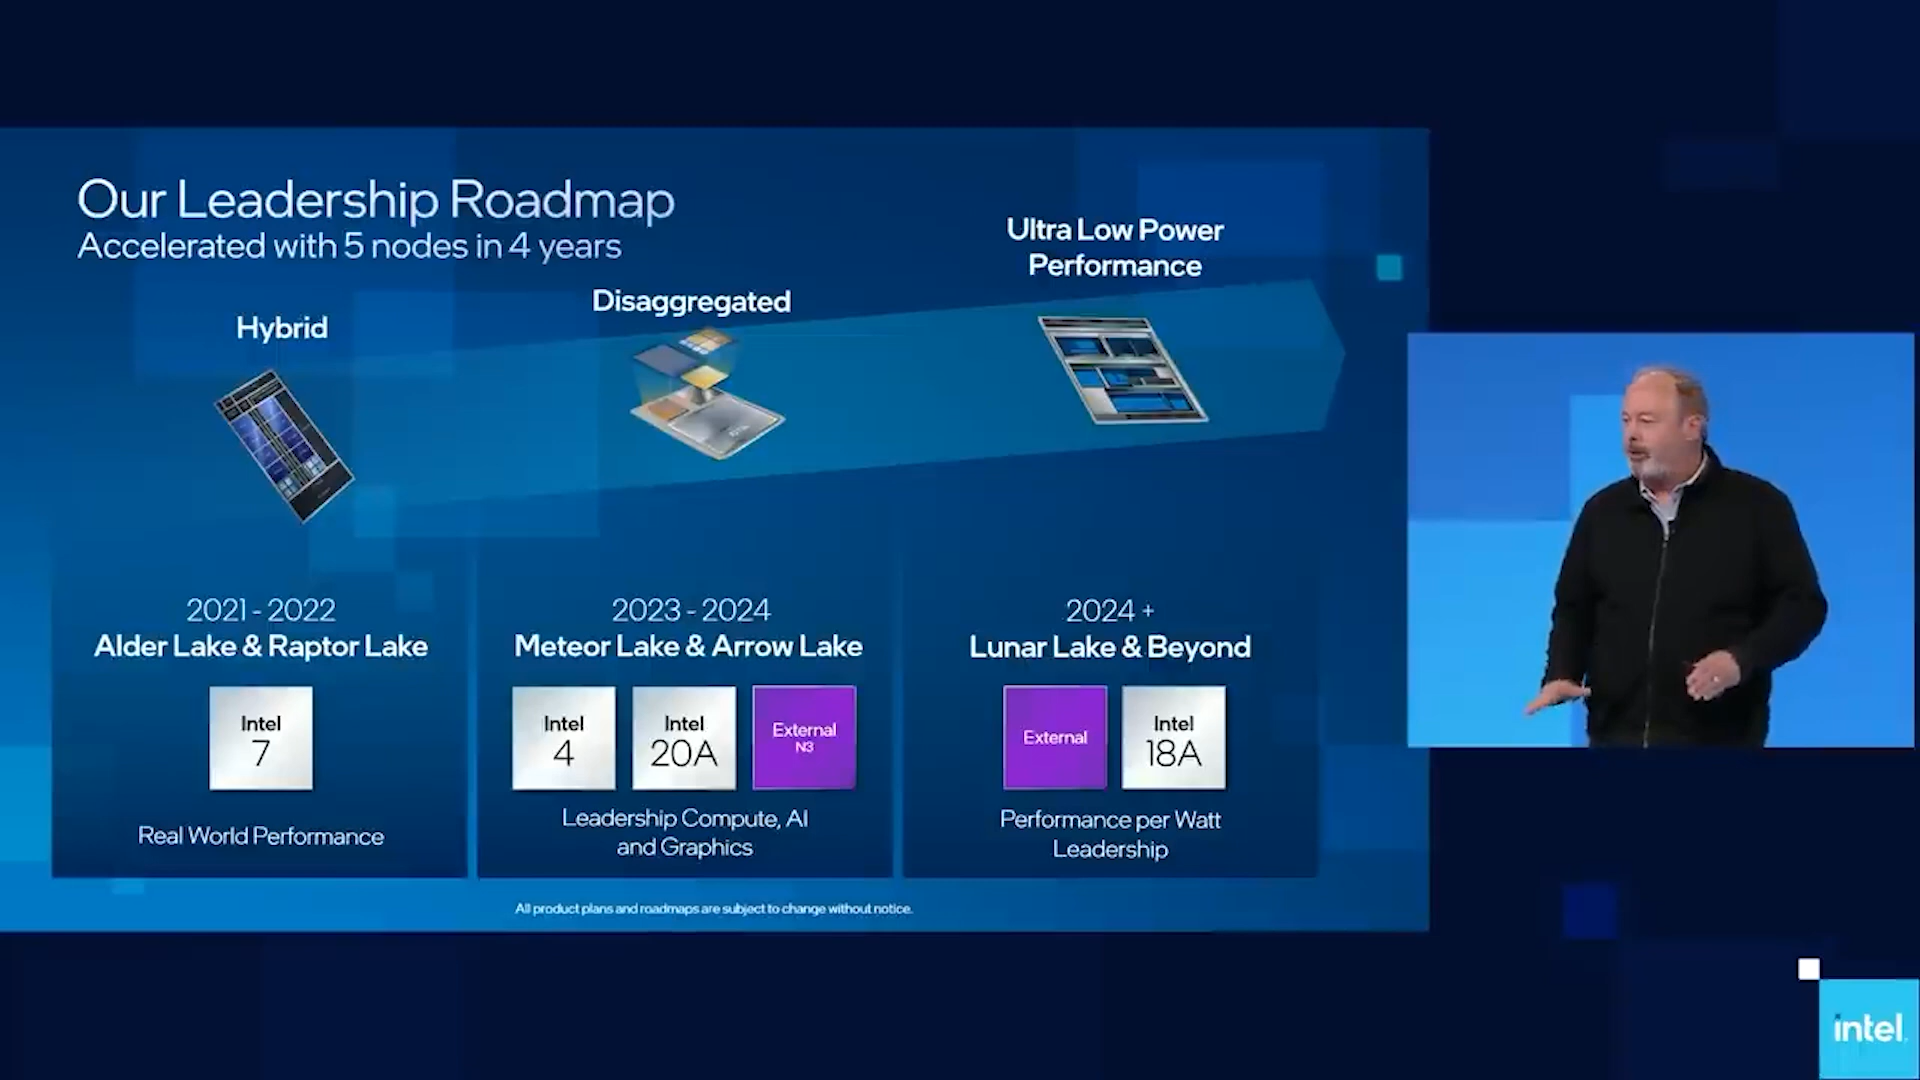 Our Leadership Roadmap
Accelerated with 5 nodes in 4 years
Hybrid
Disaggregated
Ultra Low Power
Performance
2021 - 2022
Alder Lake & Raptor Lake
Intel
7
Real World Performance
2023 - 2024
Meteor Lake & Arrow Lake
Intel
4
Intel
20A
External
N3
Leadership Compute, AI
and Graphics
2024 +
Lunar Lake & Beyond
External
Intel
18A
Performance per Watt
Leadership
All product plans and roadmaps are subject to change without notice.
intel.